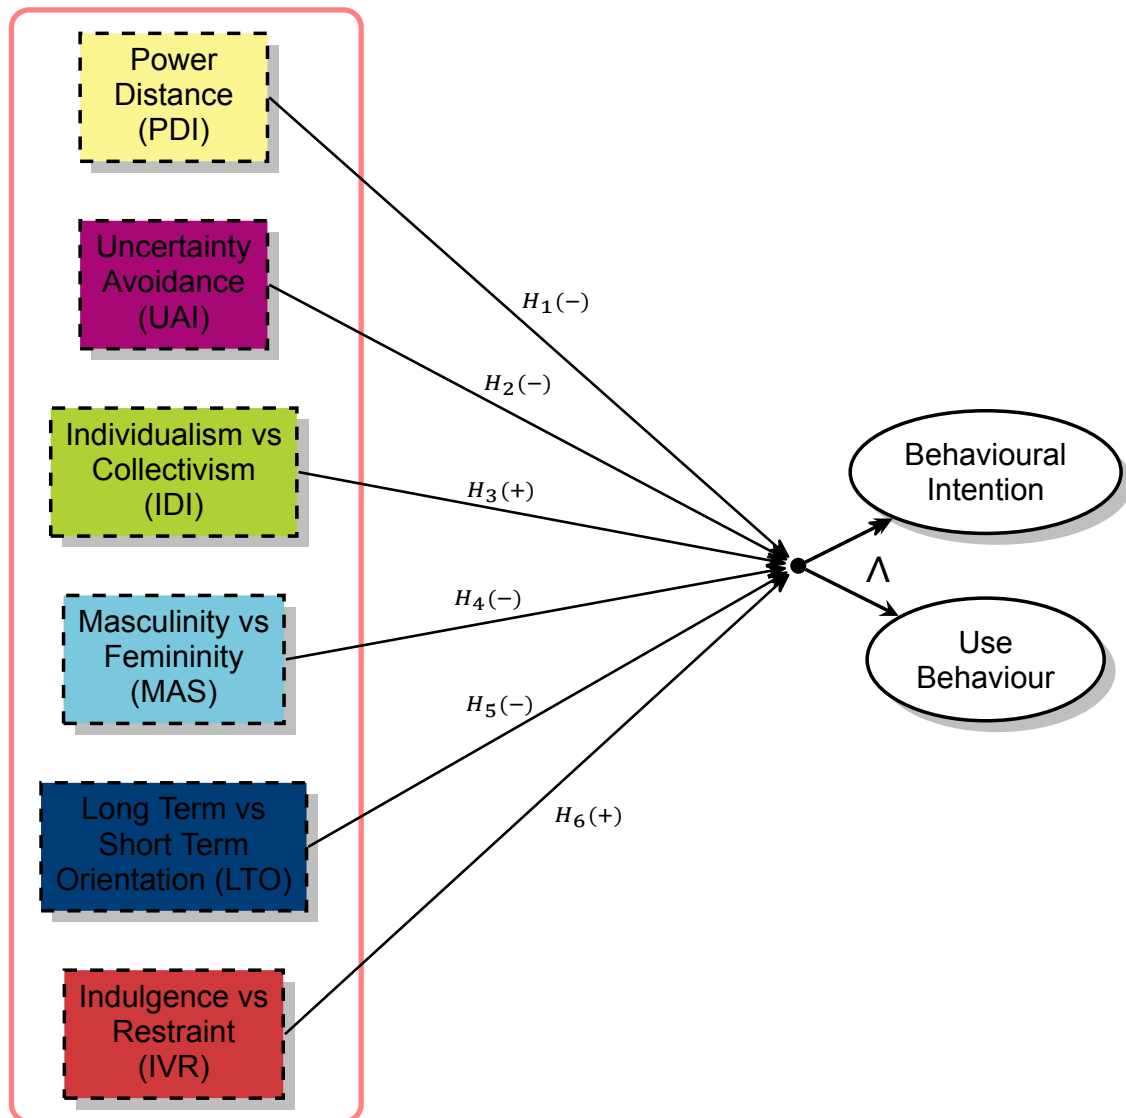 Power
Distance
(PDI)
Uncertainty
Avoidance
(UAI)
Individualism vs
Collectivism
(IDI)
Masculinity vs
Femininity
(MAS)
Long Term vs
Short Term
Orientation (LTO)
Indulgence vs
Restraint
(IVR)
H₁(−)
H₂(−)
H₃(+)
H₄(−)
H₅(−)
H₆(+)
Behavioural
Intention
Λ
Use
Behaviour